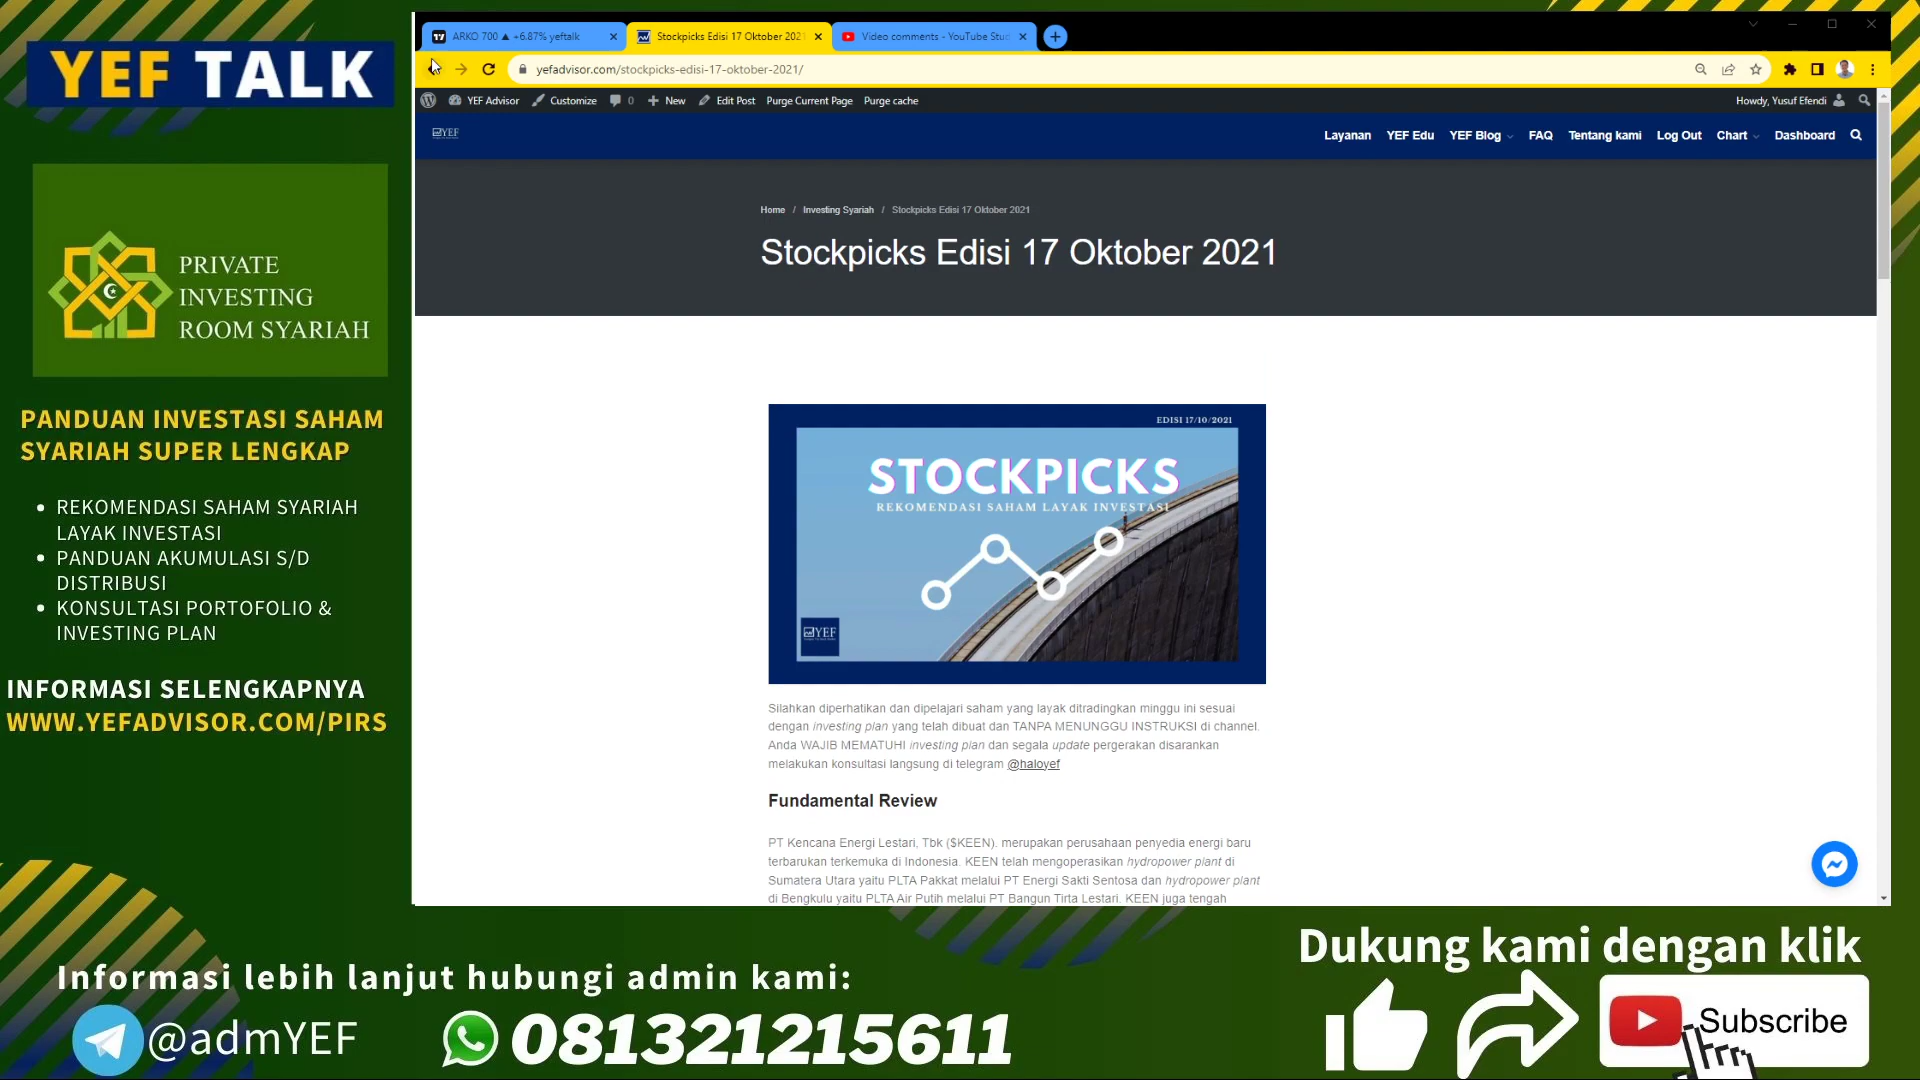 YEF TALK
PRIVATE
INVESTING
ROOM SYARIAH
PANDUAN INVESTASI SAHAM
SYARIAH SUPER LENGKAP
• REKOMENDASI SAHAM SYARIAH
LAYAK INVESTASI
• PANDUAN AKUMULASI S/D
DISTRIBUSI
• KONSULTASI PORTOFOLIO &
INVESTING PLAN
INFORMASI SELENGKAPNYA
WWW.YEFADVISOR.COM/PIRS
ARKO 700 ▲ +6.87% yeftalk
Stockpicks Edisi 17 Oktober 2021
Video comments - YouTube Stu
yefadvisor.com/stockpicks-edisi-17-oktober-2021/
YEF Advisor Customize 0 New Edit Post Purge Current Page Purge cache
Howdy, Yusuf Efendi
YEF
Layanan YEF Edu YEF Blog FAQ Tentang kami Log Out Chart Dashboard
Home / Investing Syariah / Stockpicks Edisi 17 Oktober 2021
Stockpicks Edisi 17 Oktober 2021
EDISI 17/10/2021
STOCKPICKS
REKOMENDASI SAHAM LAYAK INVESTASI
YEF
Silahkan diperhatikan dan dipelajari saham yang layak ditradingkan minggu ini sesuai
dengan investing plan yang telah dibuat dan TANPA MENUNGGU INSTRUKSI di channel.
Anda WAJIB MEMATUHI investing plan dan segala update pergerakan disarankan
melakukan konsultasi langsung di telegram @haloyef
Fundamental Review
PT Kencana Energi Lestari, Tbk ($KEEN). merupakan perusahaan penyedia energi baru
terbarukan terkemuka di Indonesia. KEEN telah mengoperasikan hydropower plant di
Sumatera Utara yaitu PLTA Pakkat melalui PT Energi Sakti Sentosa dan hydropower plant
di Bengkulu yaitu PLTA Air Putih melalui PT Bangun Tirta Lestari. KEEN juga tengah
Informasi lebih lanjut hubungi admin kami:
@admYEF
081321215611
Dukung kami dengan klik
Subscribe